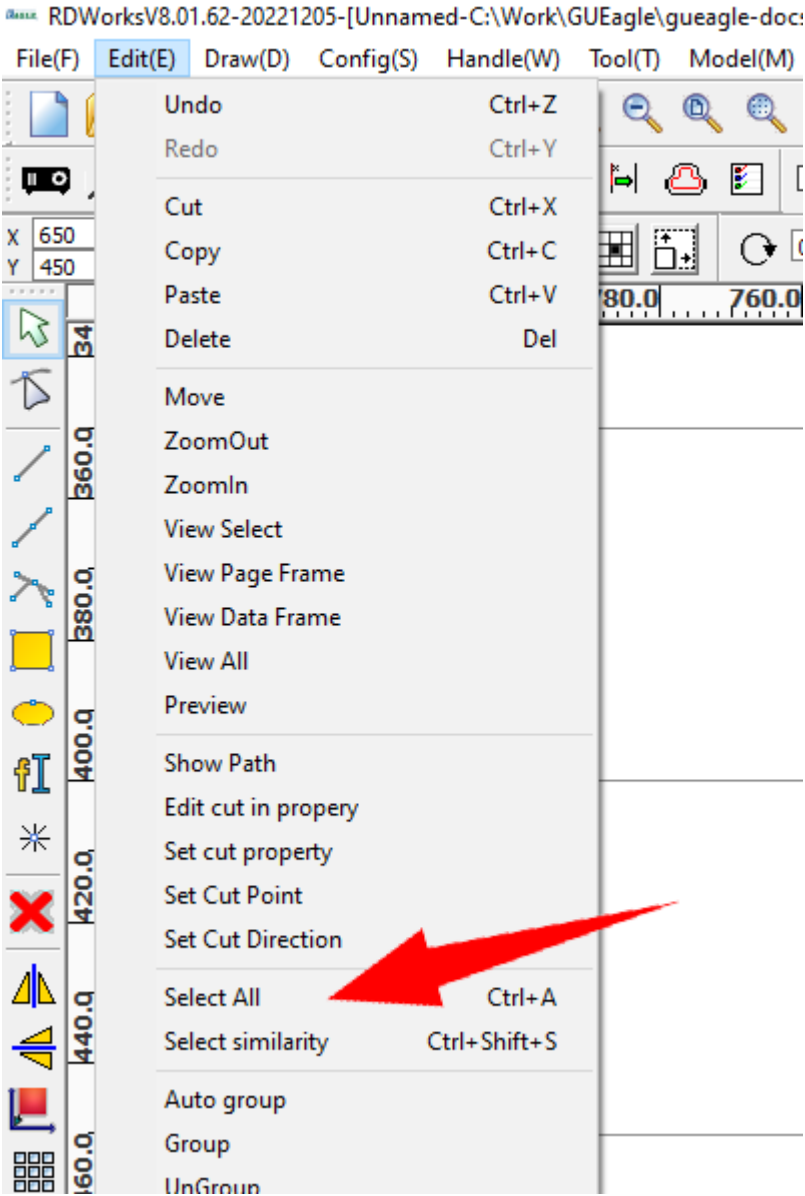 RDWorksV8.01.62-20221205-[Unnamed-C:\Work\GUEagle\gueagle-docs
File(F) Edit(E) Draw(D) Config(S) Handle(W) Tool(T) Model(M)
Undo Ctrl+Z
Redo Ctrl+Y
Cut Ctrl+X
X 650
Copy Ctrl+C
Y 450
Paste Ctrl+V
780.0 760.0
Delete Del
34
Move
ZoomOut
360.0
ZoomIn
View Select
View Page Frame
380.0
View Data Frame
View All
Preview
400.0
Show Path
Edit cut in propery
Set cut property
420.0
Set Cut Point
Set Cut Direction
Select All Ctrl+A
440.0
Select similarity Ctrl+Shift+S
Auto group
Group
460.0
UnGroup